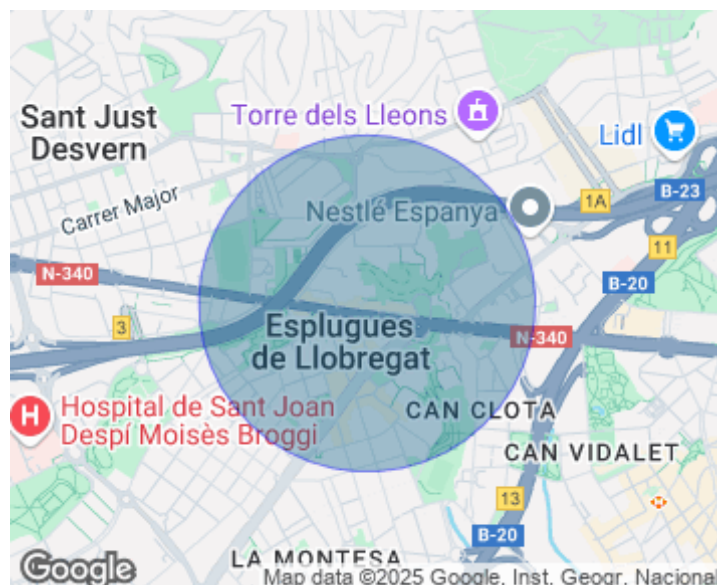 Sant Just
Desvern
Torre dels Lleons
Lidl
Carrer Major
Nestlé Espanya
1A
B-23
11
N-340
B-20
3
Esplugues
de Llobregat
N-340
Hospital de Sant Joan
Despí Moisès Broggi
H
CAN CLOTA
CAN VIDALET
13
B-20
LA MONTESA
Google
Map data ©2025 Google, Inst. Geogr. Nacional